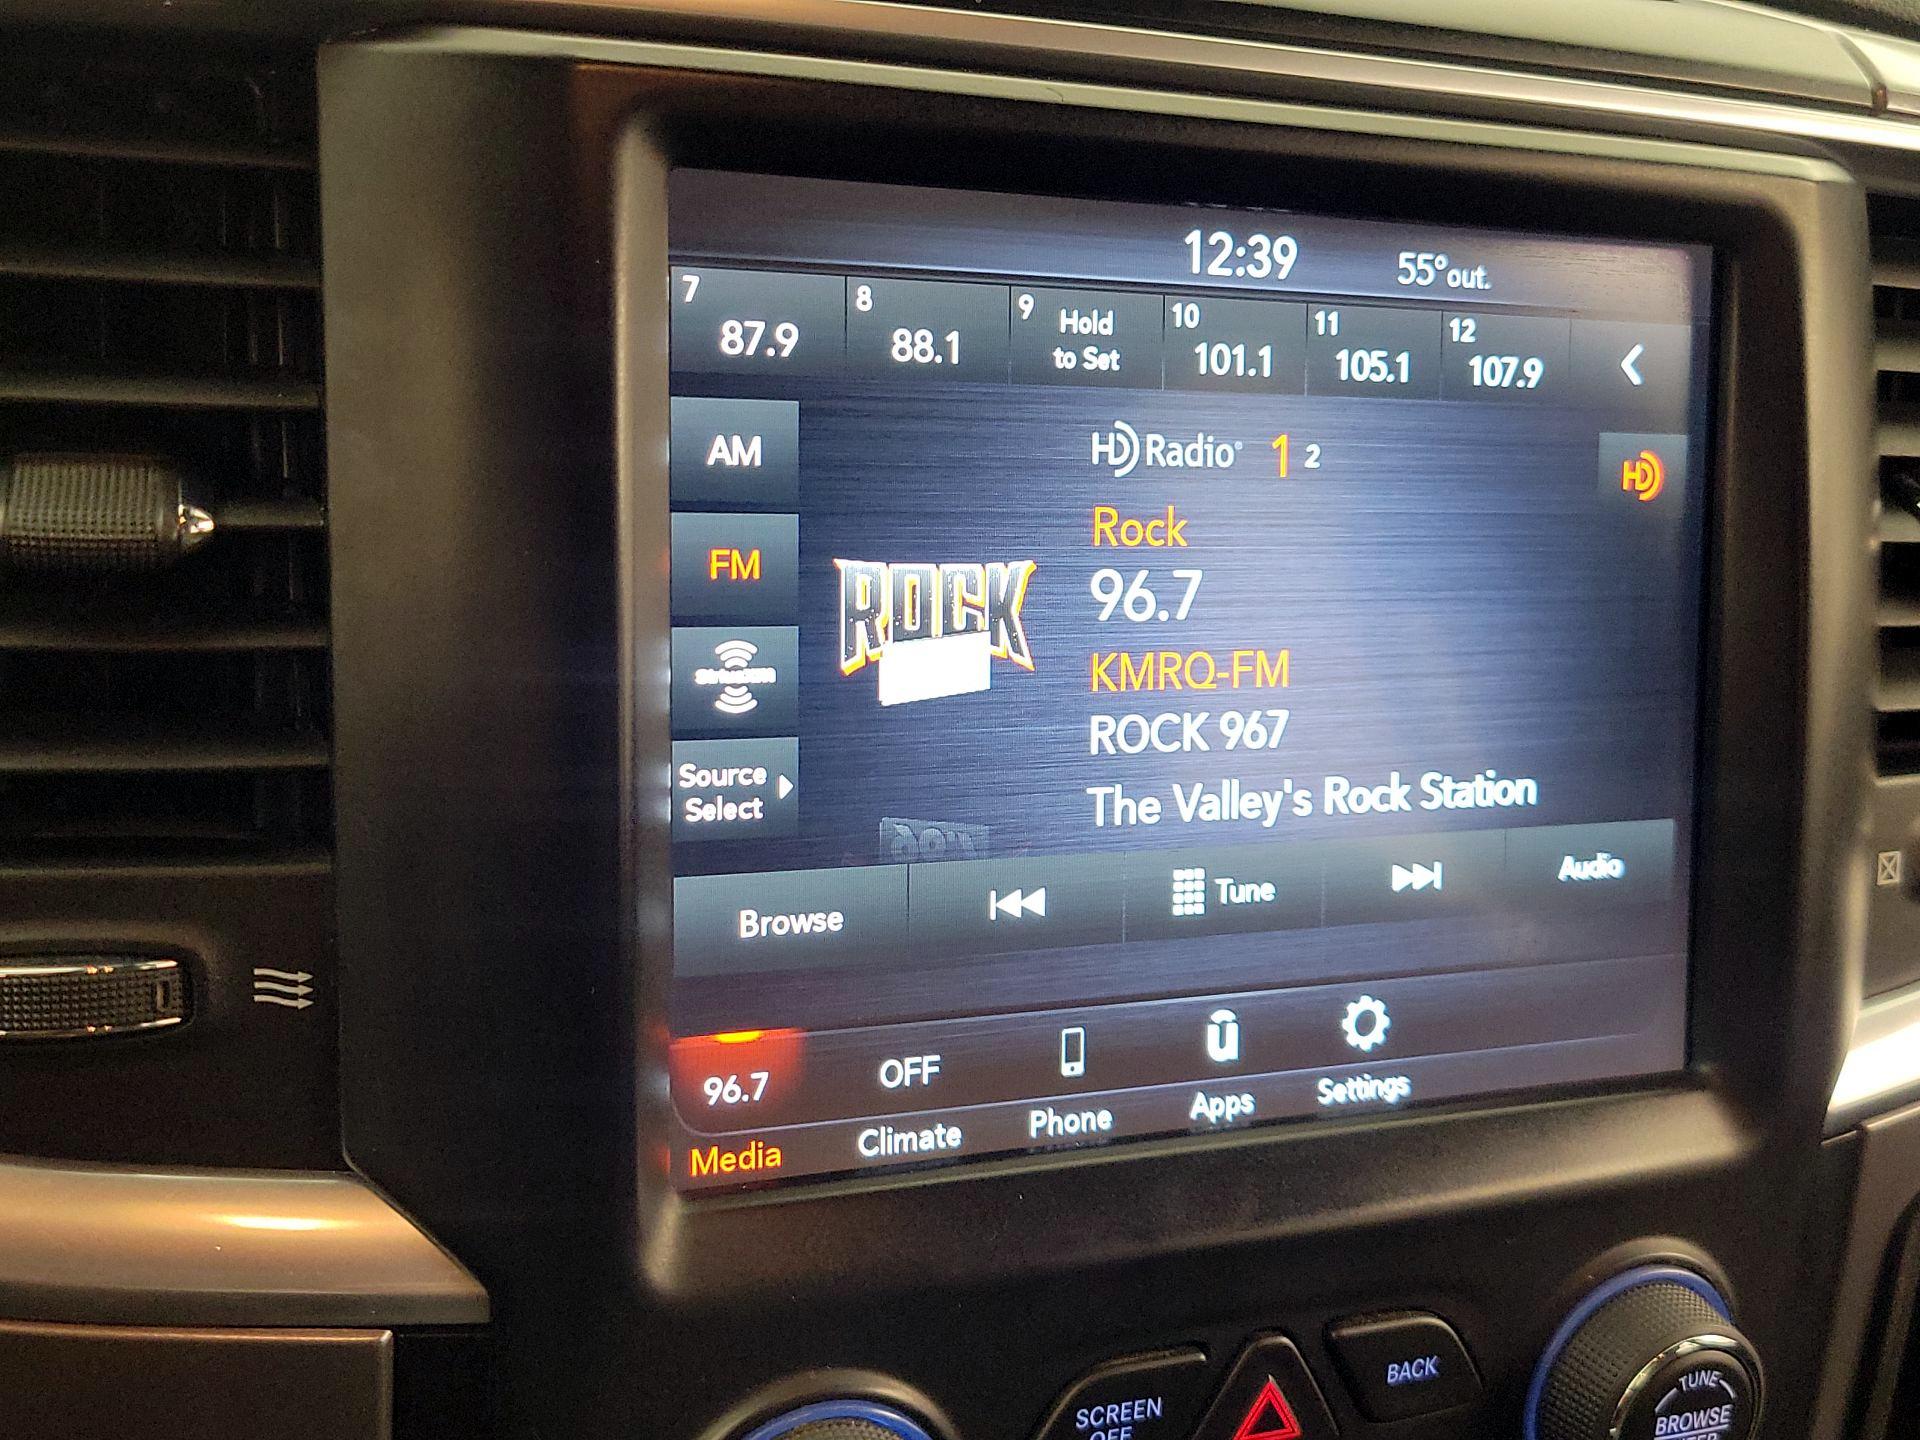 12:39 55°out.
7 87.9
8 88.1
9 Hold
to Set
10 101.1
11 105.1
12 107.9
AM
FM
SiriusXM
Source
Select
HD Radio® 1 2
HD
Rock
96.7
KMRQ-FM
ROCK 967
The Valley's Rock Station
ROCK
Browse
Tune
Audio
96.7
Media
OFF
Climate
Phone
u
Apps
Settings
SCREEN
OFF
BACK
TUNE
BROWSE